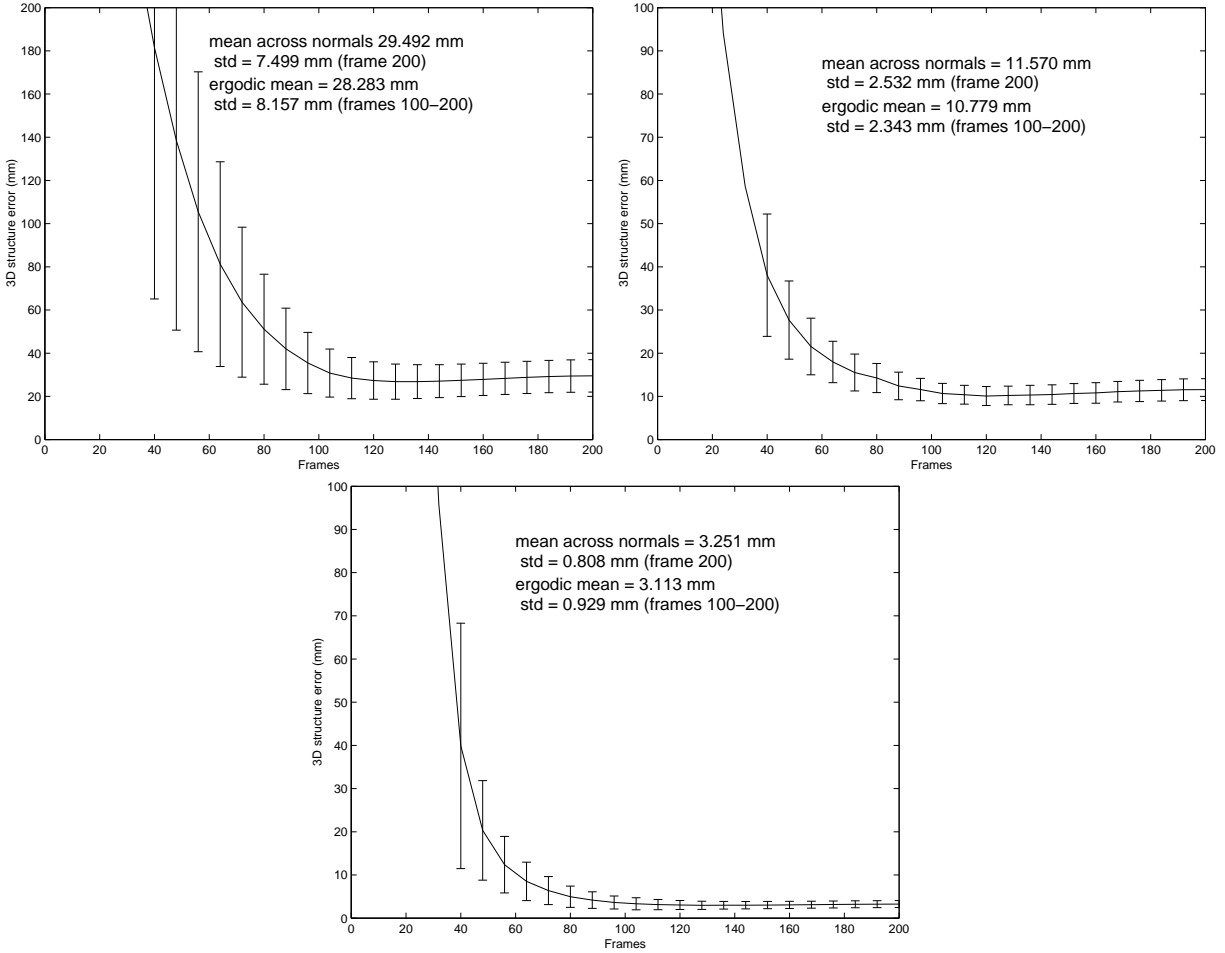 200
180
160
140
120
100
80
60
40
20
0
3D structure error (mm)
mean across normals 29.492 mm
std = 7.499 mm (frame 200)
ergodic mean = 28.283 mm
std = 8.157 mm (frames 100−200)
0 20 40 60 80 100 120 140 160 180 200
Frames
100
90
80
70
60
50
40
30
20
10
0
3D structure error (mm)
mean across normals = 11.570 mm
std = 2.532 mm (frame 200)
ergodic mean = 10.779 mm
std = 2.343 mm (frames 100−200)
0 20 40 60 80 100 120 140 160 180 200
Frames
100
90
80
70
60
50
40
30
20
10
0
3D structure error (mm)
mean across normals = 3.251 mm
std = 0.808 mm (frame 200)
ergodic mean = 3.113 mm
std = 0.929 mm (frames 100−200)
0 20 40 60 80 100 120 140 160 180 200
Frames